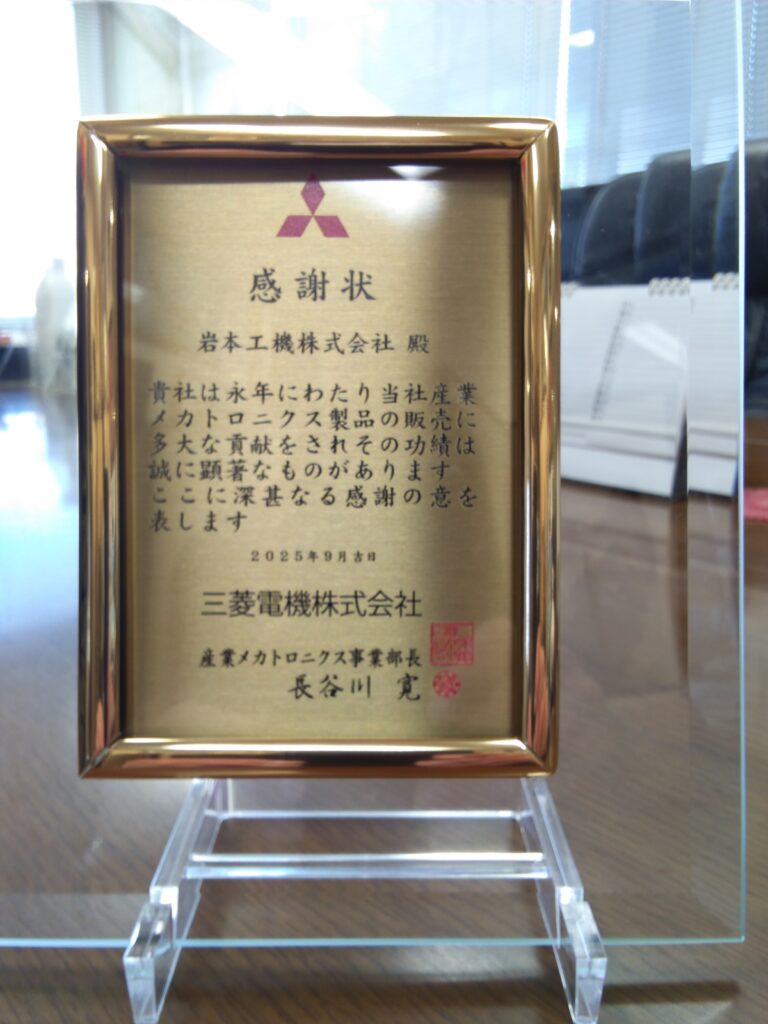 感謝状
岩本工機株式会社 殿
貴社は永年にわたり当社産業
メカトロニクス製品の販売に
多大な貢献をされその功績は
誠に顕著なものがあります
ここに深甚なる感謝の意を
表します
2025年9月吉日
三菱電機株式会社
産業メカトロニクス事業部長
長谷川 寛